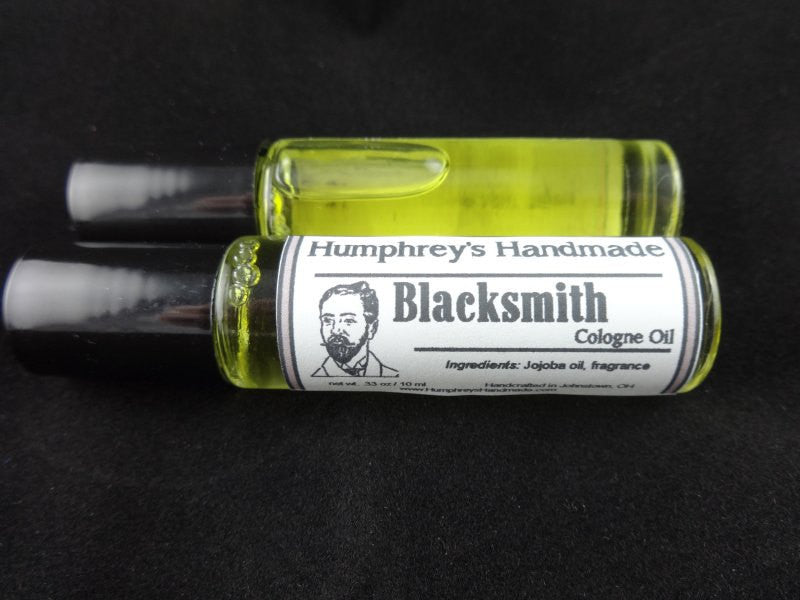 Humphrey's Handmade
Blacksmith
Cologne Oil
Ingredients: Jojoba oil, fragrance
net wt. .33 oz / 10 ml
Handcrafted in Johnstown, OH
www.HumphreysHandmade.com